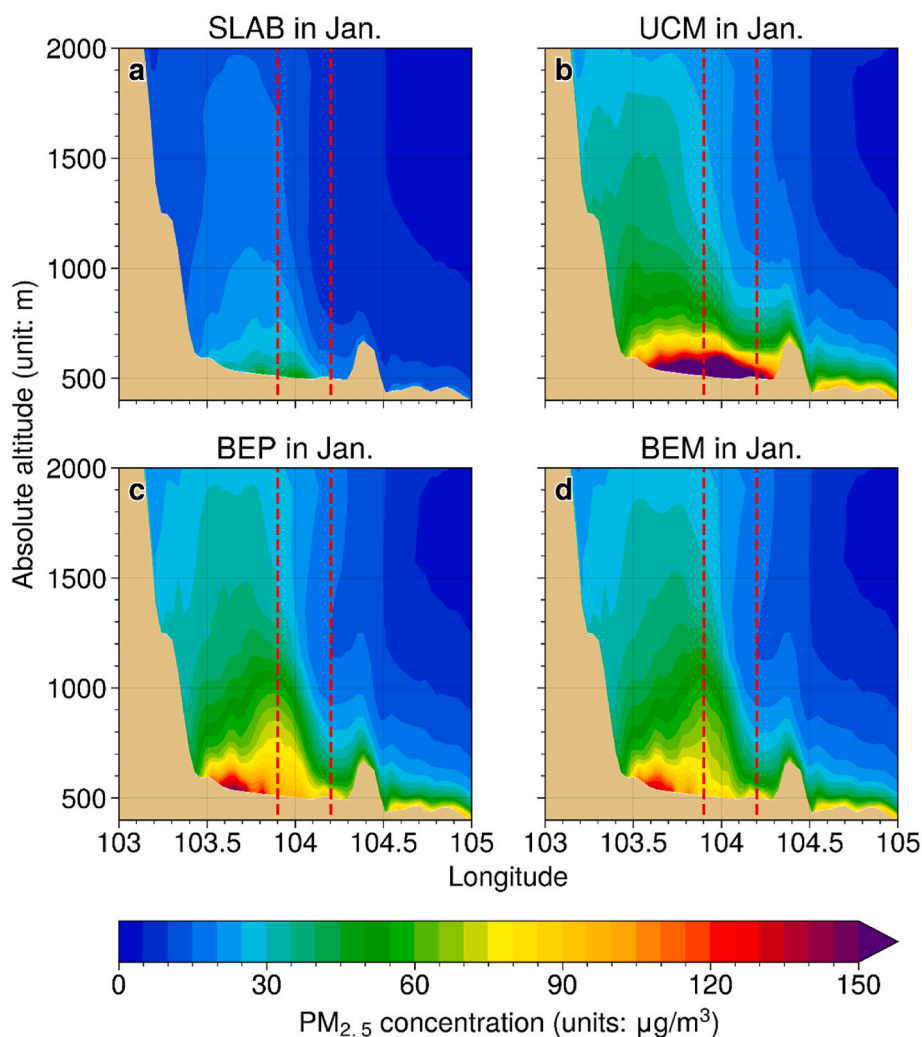 SLAB in Jan.
UCM in Jan.
a
b
2000
1500
1000
500
BEP in Jan.
BEM in Jan.
c
d
2000
1500
1000
500
Absolute altitude (unit: m)
103 103.5 104 104.5 105
103 103.5 104 104.5 105
Longitude
0 30 60 90 120 150
PM2.5 concentration (units: μg/m³)